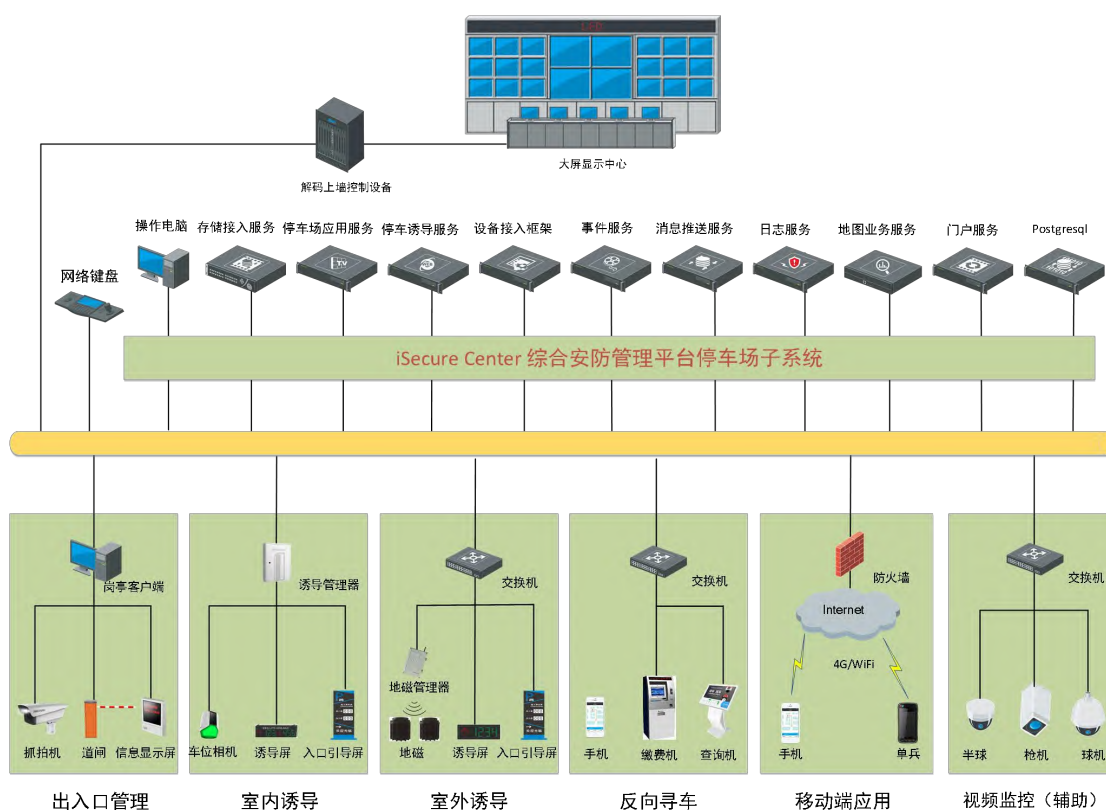 LED
大屏显示中心
解码上墙控制设备
操作电脑
存储接入服务
停车场应用服务
停车诱导服务
设备接入框架
事件服务
消息推送服务
日志服务
地图业务服务
门户服务
Postgresql
网络键盘
iSecure Center 综合安防管理平台停车场子系统
岗亭客户端
抓拍机
道闸
信息显示屏
出入口管理
诱导管理器
车位相机
诱导屏
入口引导屏
室内诱导
交换机
地磁管理器
地磁
诱导屏
入口引导屏
室外诱导
交换机
手机
缴费机
查询机
反向寻车
防火墙
Internet
4G/WiFi
手机
单兵
移动端应用
交换机
半球
枪机
球机
视频监控（辅助）